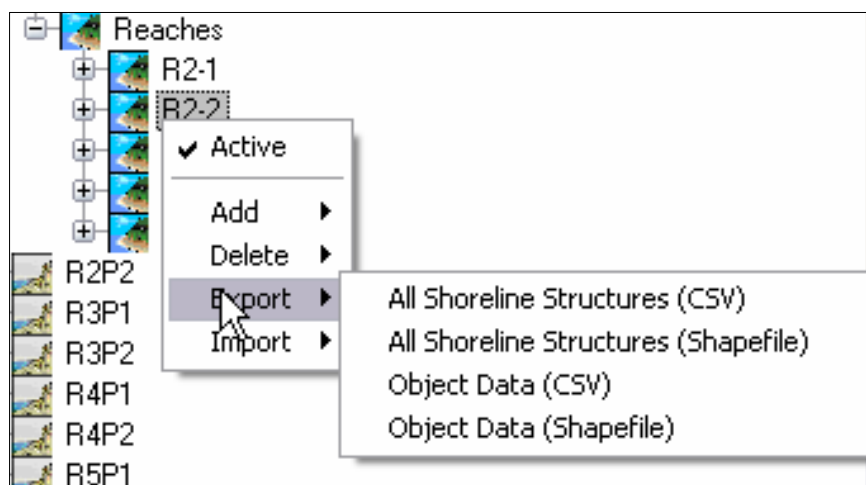 Reaches
R2-1
R2-2
Active
Add
Delete
Export
Import
All Shoreline Structures (CSV)
All Shoreline Structures (Shapefile)
Object Data (CSV)
Object Data (Shapefile)
R2P2
R3P1
R3P2
R4P1
R4P2
R5P1